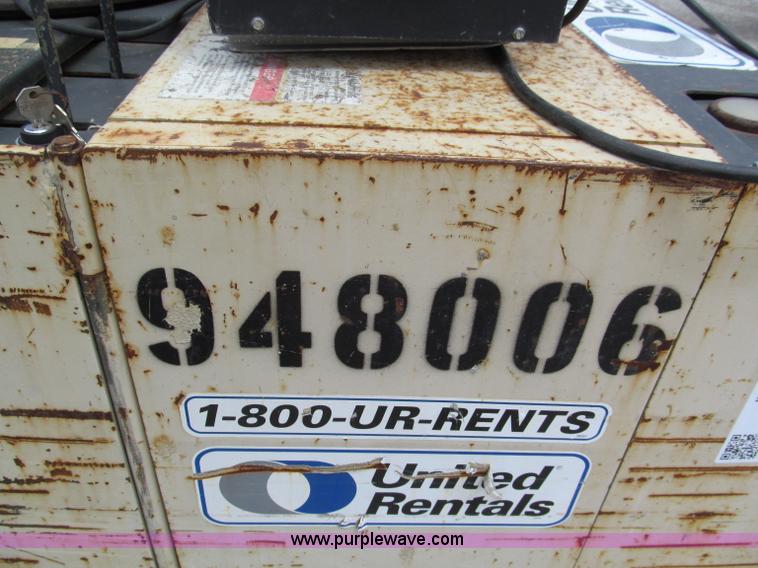 948006
1-800-UR-RENTS
United
Rentals
www.purplewave.com